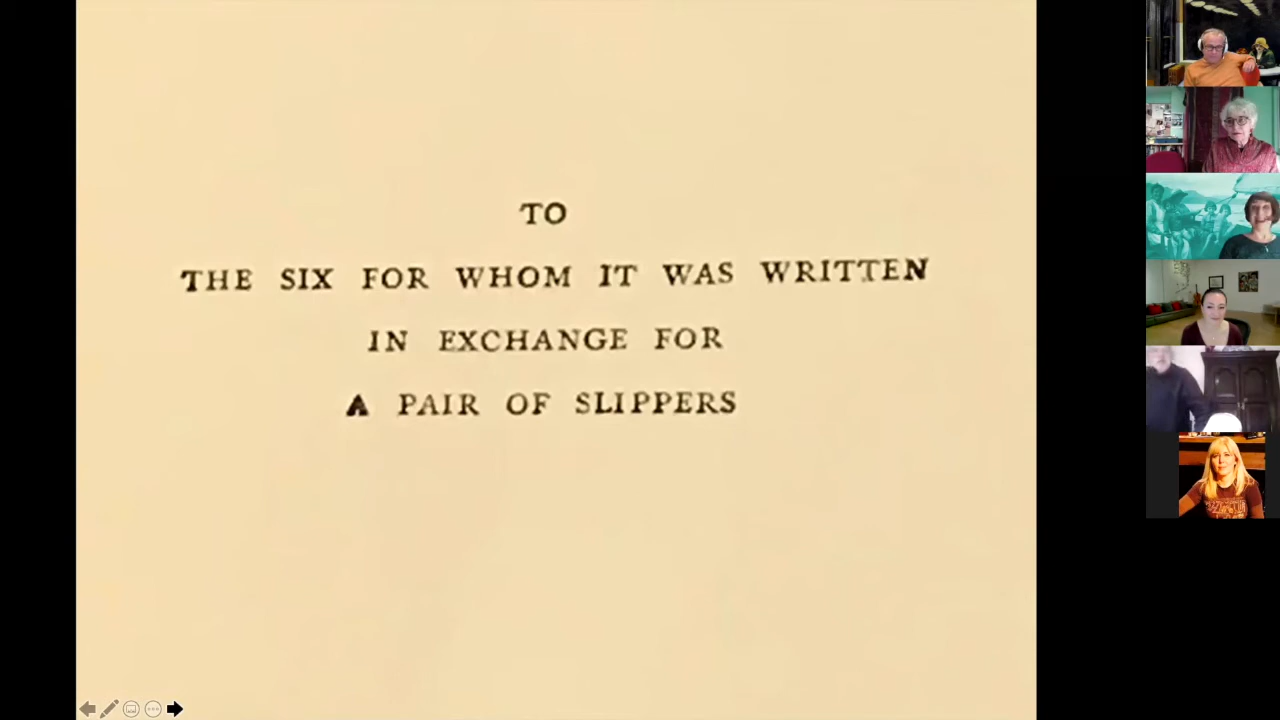 TO
THE SIX FOR WHOM IT WAS WRITTEN
IN EXCHANGE FOR
A PAIR OF SLIPPERS